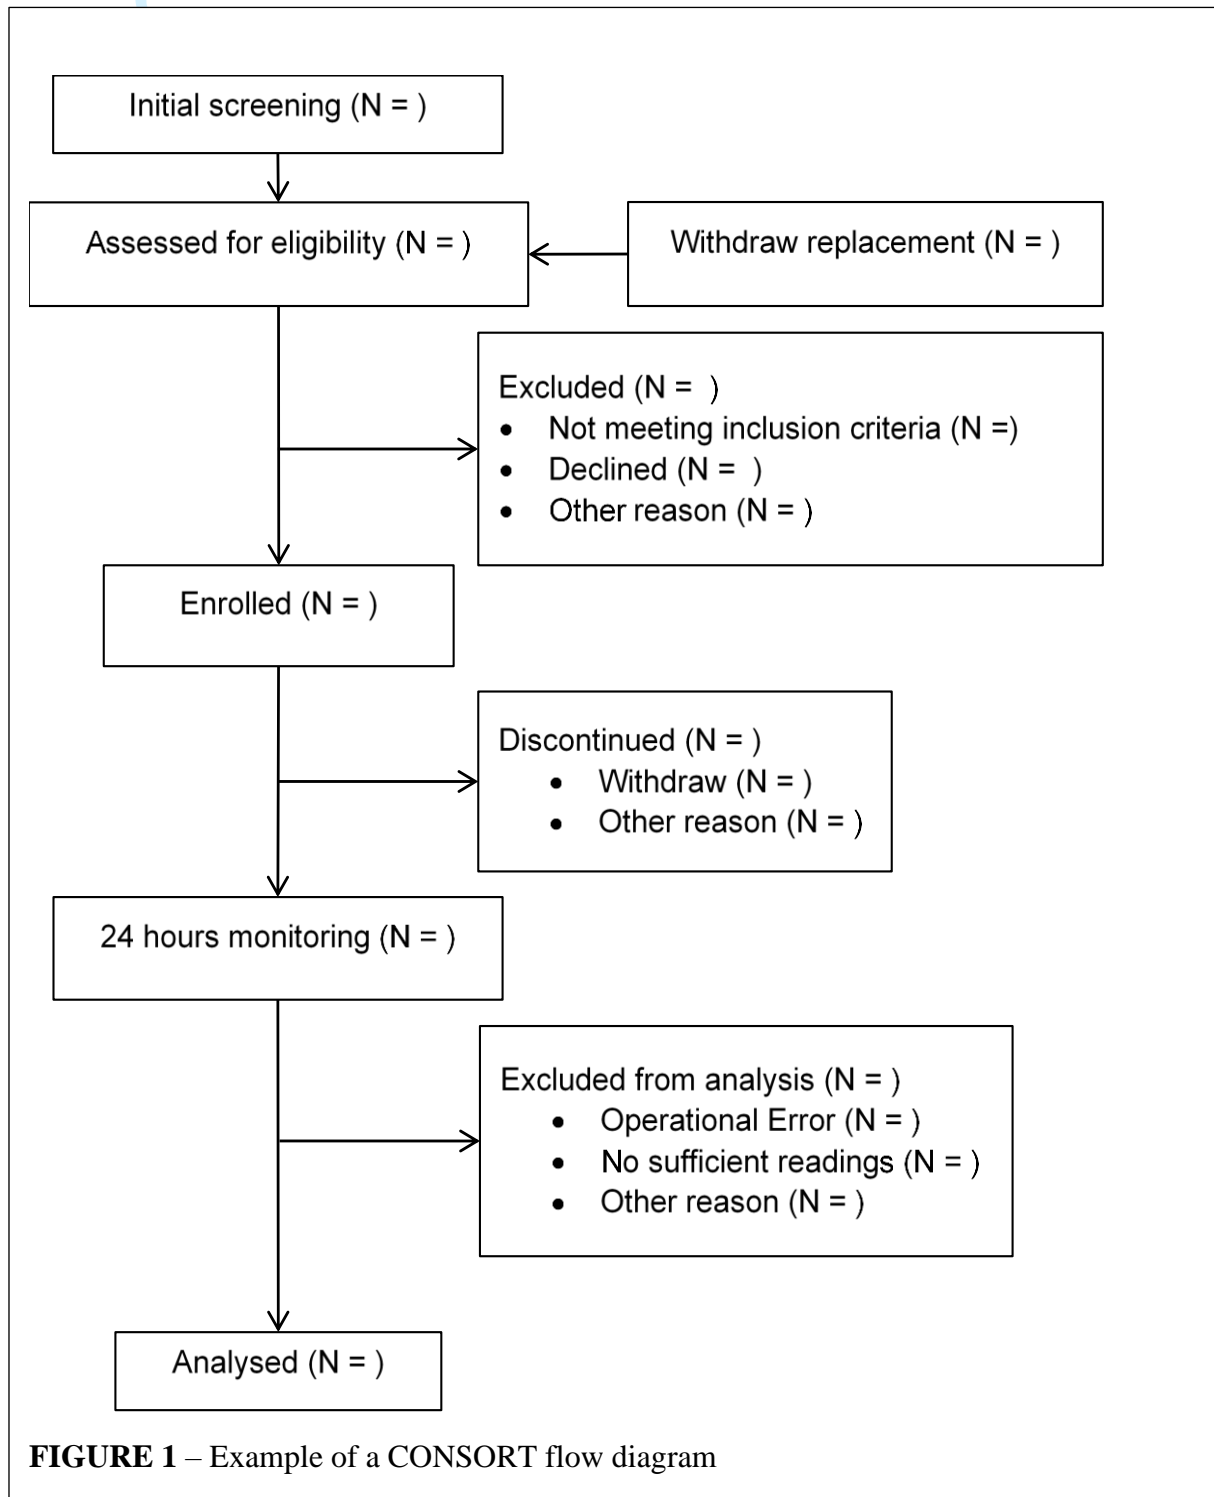 Initial screening (N = )
Assessed for eligibility (N = )
Withdraw replacement (N = )
Excluded (N =  )
• Not meeting inclusion criteria (N =)
• Declined (N =  )
• Other reason (N = )
Enrolled (N = )
Discontinued (N = )
• Withdraw (N = )
• Other reason (N = )
24 hours monitoring (N = )
Excluded from analysis (N = )
• Operational Error (N = )
• No sufficient readings (N = )
• Other reason (N = )
Analysed (N = )
FIGURE 1 – Example of a CONSORT flow diagram